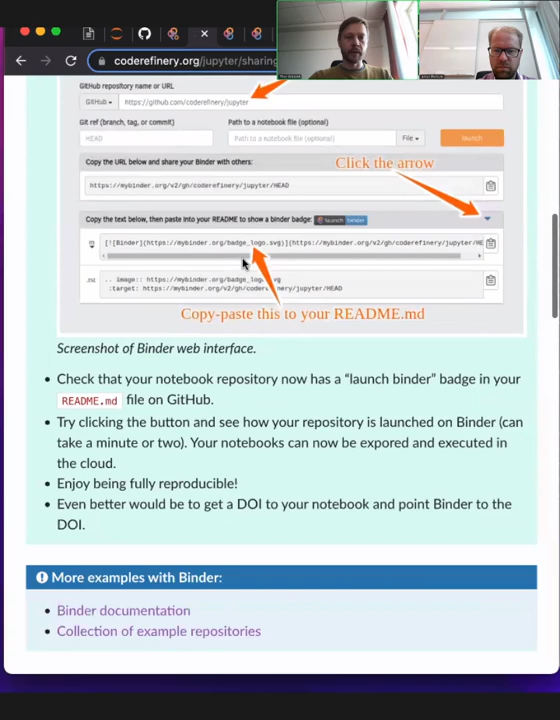 coderefinery.org/jupyter/sharing
GitHub repository name or URL
GitHub
https://github.com/coderefinery/jupyter
Git ref (branch, tag, or commit)
Path to a notebook file (optional)
HEAD
Path to a notebook file (optional)
File
launch
Copy the URL below and share your Binder with others:
Click the arrow
https://mybinder.org/v2/gh/coderefinery/jupyter/HEAD
Copy the text below, then paste into your README to show a binder badge: launch binder
[![Binder](https://mybinder.org/badge_logo.svg)](https://mybinder.org/v2/gh/coderefinery/jupyter/HE
.rst
.. image:: https://mybinder.org/badge_logo.svg
:target: https://mybinder.org/v2/gh/coderefinery/jupyter/HEAD
Copy-paste this to your README.md
Screenshot of Binder web interface.
• Check that your notebook repository now has a “launch binder” badge in your
README.md file on GitHub.
• Try clicking the button and see how your repository is launched on Binder (can
take a minute or two). Your notebooks can now be expored and executed in
the cloud.
• Enjoy being fully reproducible!
• Even better would be to get a DOI to your notebook and point Binder to the
DOI.
More examples with Binder:
• Binder documentation
• Collection of example repositories